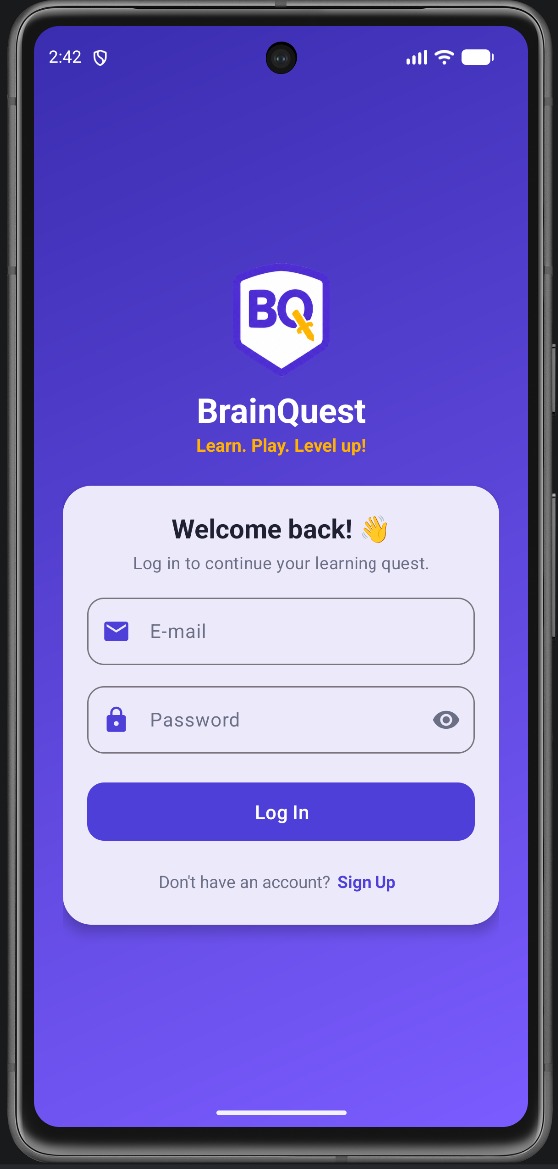 2:42
BQ
BrainQuest
Learn. Play. Level up!
Welcome back! 👋
Log in to continue your learning quest.
E-mail
Password
Log In
Don't have an account? Sign Up